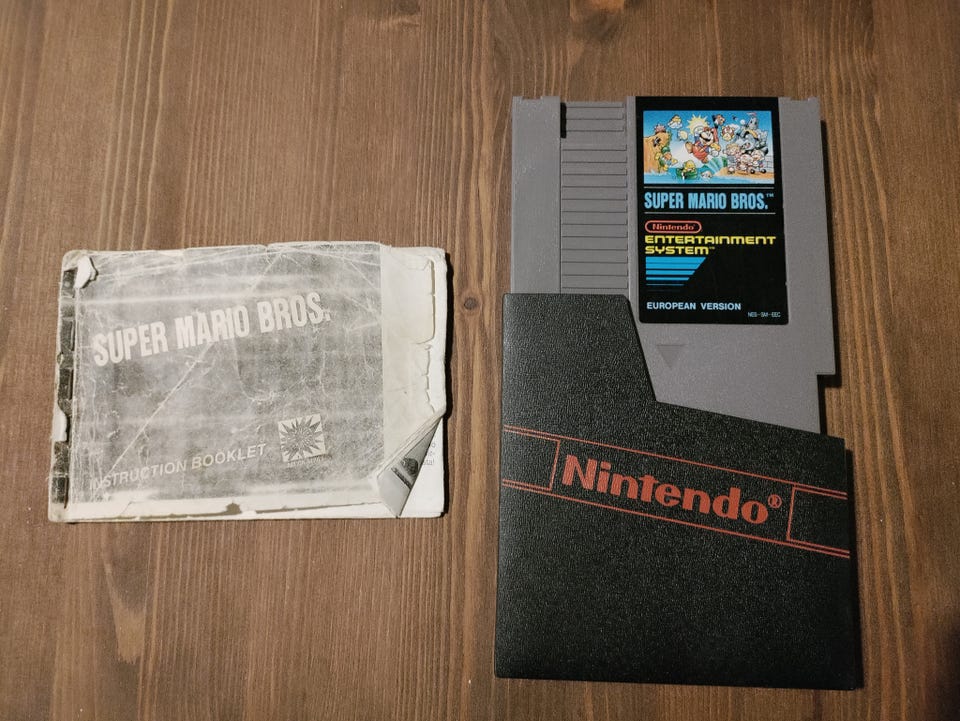 SUPER MARIO BROS.
INSTRUCTION BOOKLET
SUPER MARIO BROS.™
Nintendo®
ENTERTAINMENT
SYSTEM™
EUROPEAN VERSION
NES-SM-EEC
Nintendo®